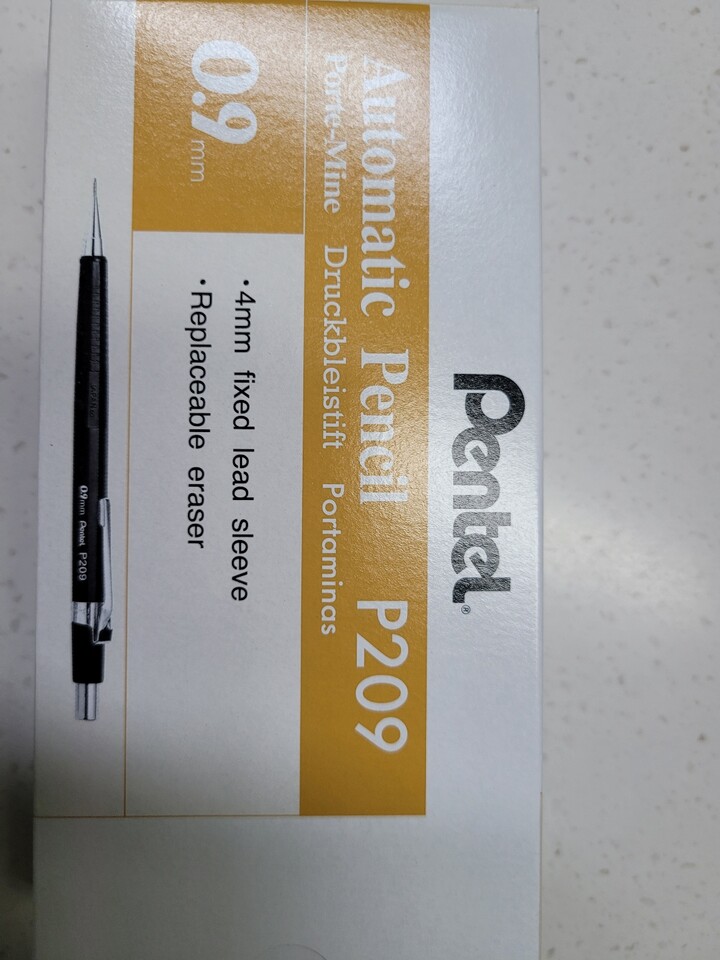 Pentel®
Automatic Pencil P209
Porte-Mine Druckbleistift Portaminas
0.9 mm
•4mm fixed lead sleeve
•Replaceable eraser
0.9mm Pentel P209